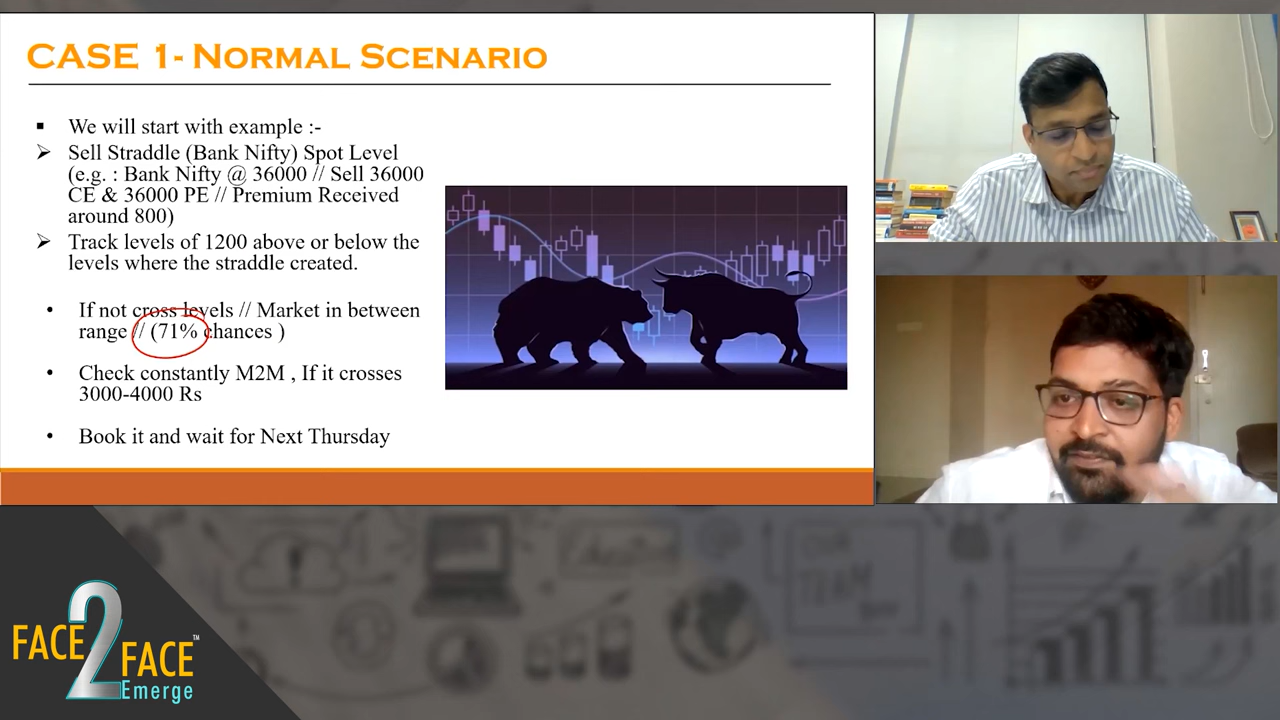 CASE 1- NORMAL SCENARIO
We will start with example :-
Sell Straddle (Bank Nifty) Spot Level
(e.g. : Bank Nifty @ 36000 // Sell 36000
CE & 36000 PE // Premium Received
around 800)
Track levels of 1200 above or below the
levels where the straddle created.
If not cross levels // Market in between
range // (71% chances )
Check constantly M2M , If it crosses
3000-4000 Rs
Book it and wait for Next Thursday
FACE 2 FACE™
Emerge